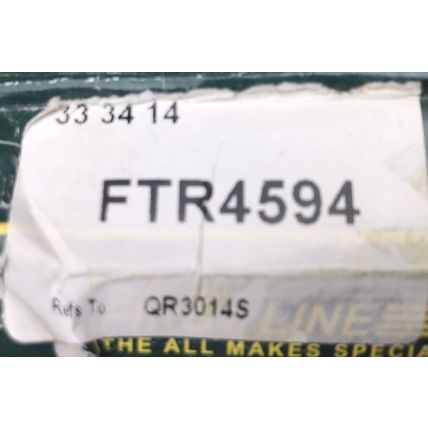 33 34 14
FTR4594
Refs To QR3014S
LINE
THE ALL MAKES SPECIA